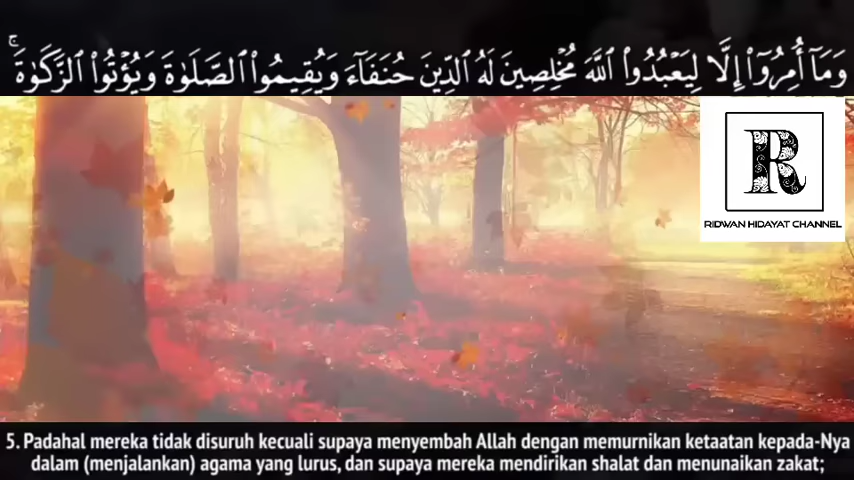 وَمَآ أُمِرُوٓا۟ إِلَّا لِيَعْبُدُوا۟ ٱللَّهَ مُخْلِصِينَ لَهُ ٱلدِّينَ حُنَفَآءَ وَيُقِيمُوا۟ ٱلصَّلَوٰةَ وَيُؤْتُوا۟ ٱلزَّكَوٰةَ ۚ
R
RIDWAN HIDAYAT CHANNEL
5. Padahal mereka tidak disuruh kecuali supaya menyembah Allah dengan memurnikan ketaatan kepada-Nya
dalam (menjalankan) agama yang lurus, dan supaya mereka mendirikan shalat dan menunaikan zakat;